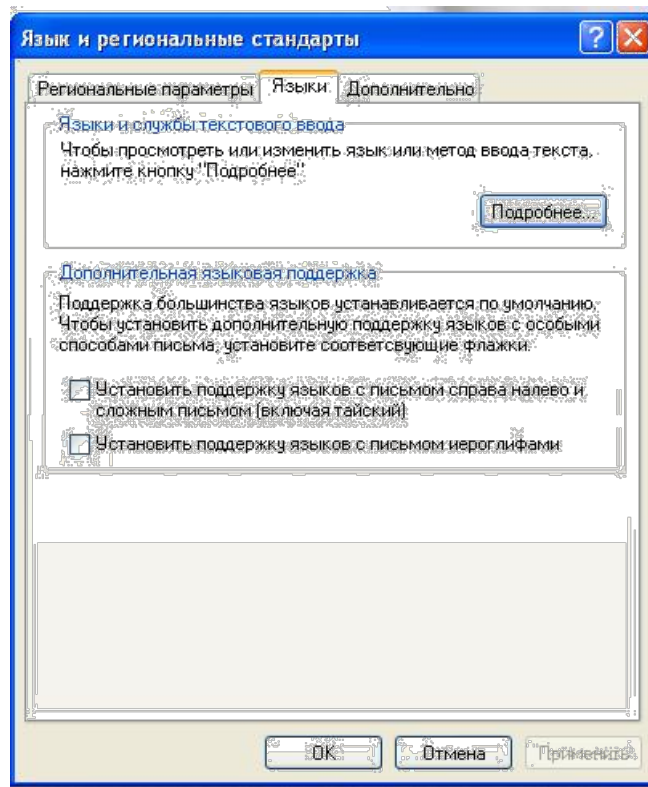 Язык и региональные стандарты
Региональные параметры Языки Дополнительно
Языки и службы текстового ввода
Чтобы просмотреть или изменить язык или метод ввода текста,
нажмите кнопку "Подробнее".
Подробнее...
Дополнительная языковая поддержка
Поддержка большинства языков устанавливается по умолчанию.
Чтобы установить дополнительную поддержку языков с особыми
способами письма, установите соответсвующие флажки.
Установить поддержку языков с письмом справа налево и
сложным письмом (включая тайский)
Установить поддержку языков с письмом иероглифами
ОК Отмена Применить